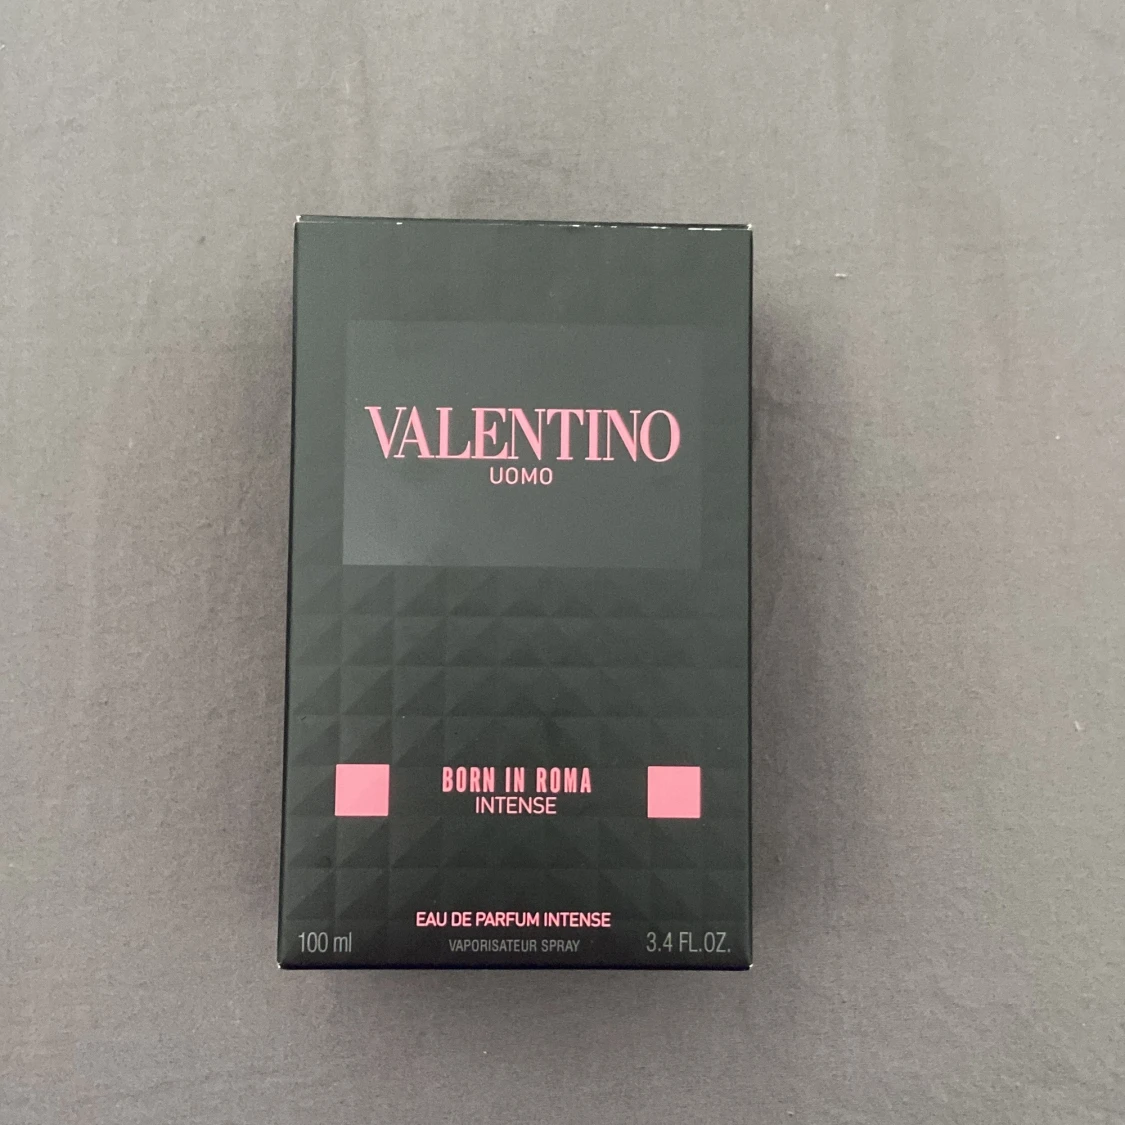 VALENTINO
UOMO
BORN IN ROMA
INTENSE
EAU DE PARFUM INTENSE
100 ml VAPORISATEUR SPRAY 3.4 FL.OZ.